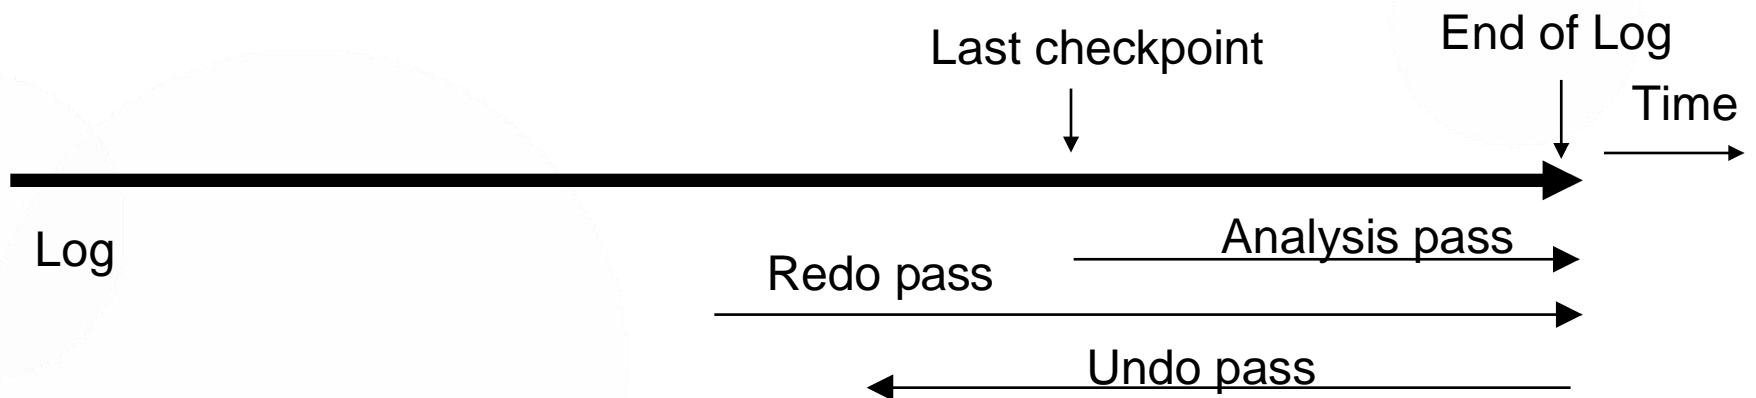 Last checkpoint
End of Log
Time
Log
Analysis pass
Redo pass
Undo pass